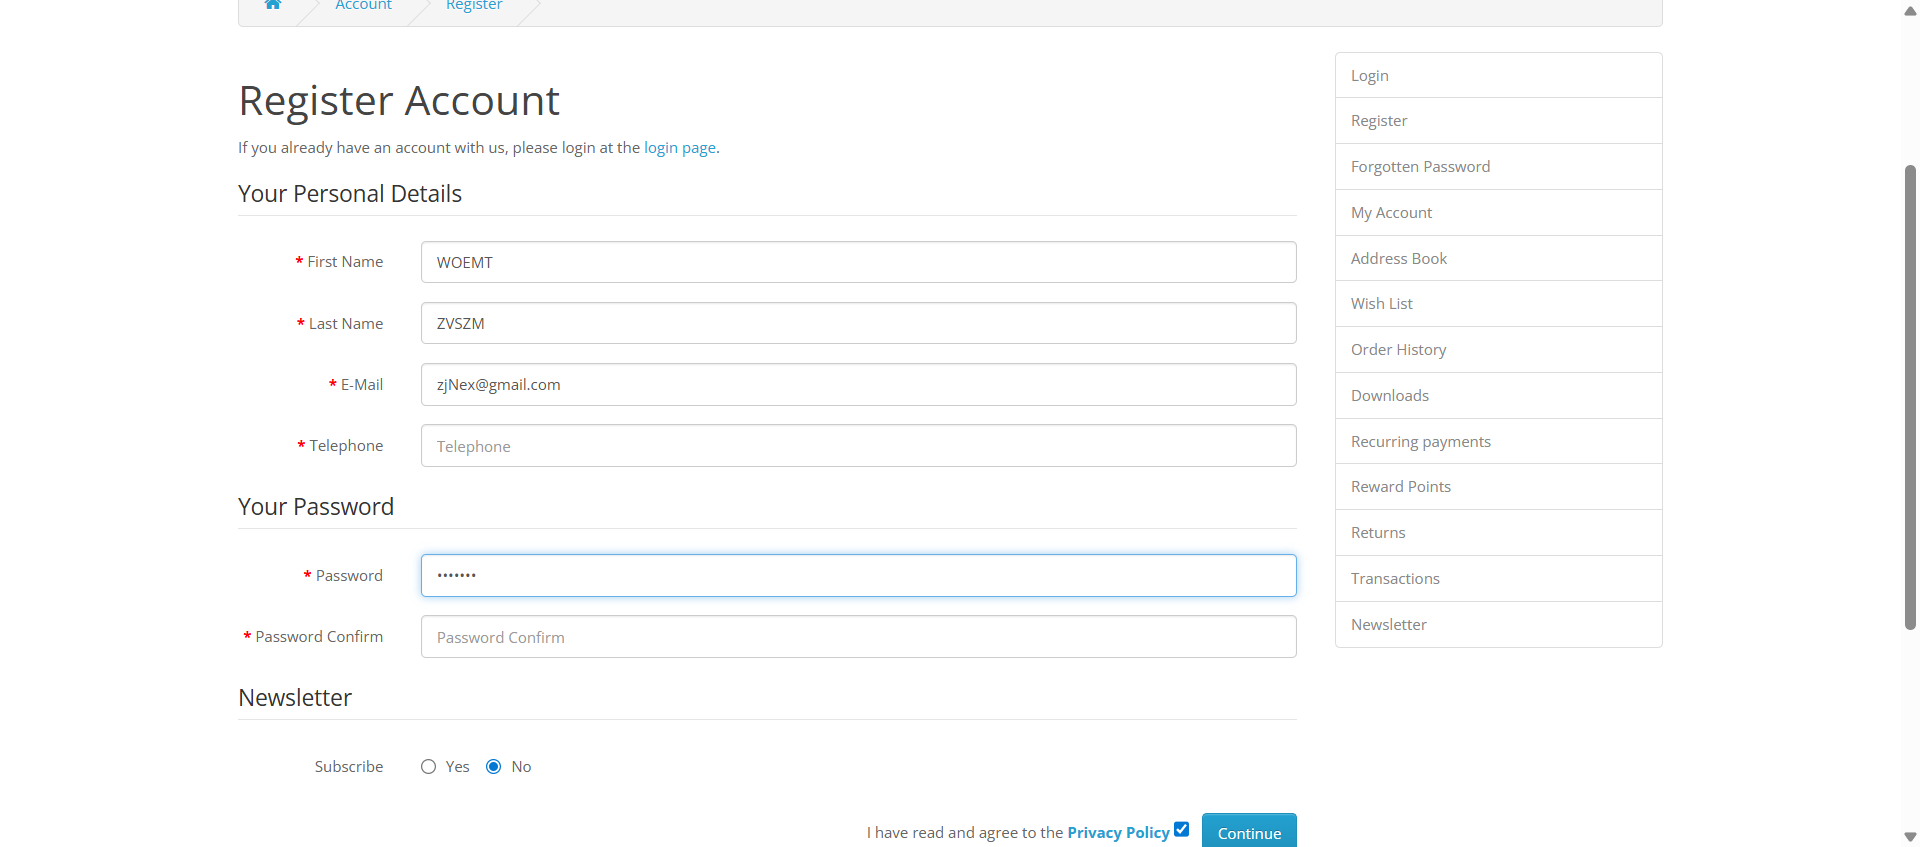 Account
Register
Register Account
If you already have an account with us, please login at the login page.
Your Personal Details
* First Name
WOEMT
* Last Name
ZVSZM
* E-Mail
zjNex@gmail.com
* Telephone
Telephone
Your Password
* Password
•••••••
* Password Confirm
Password Confirm
Newsletter
Subscribe
Yes
No
I have read and agree to the Privacy Policy
Continue
Login
Register
Forgotten Password
My Account
Address Book
Wish List
Order History
Downloads
Recurring payments
Reward Points
Returns
Transactions
Newsletter